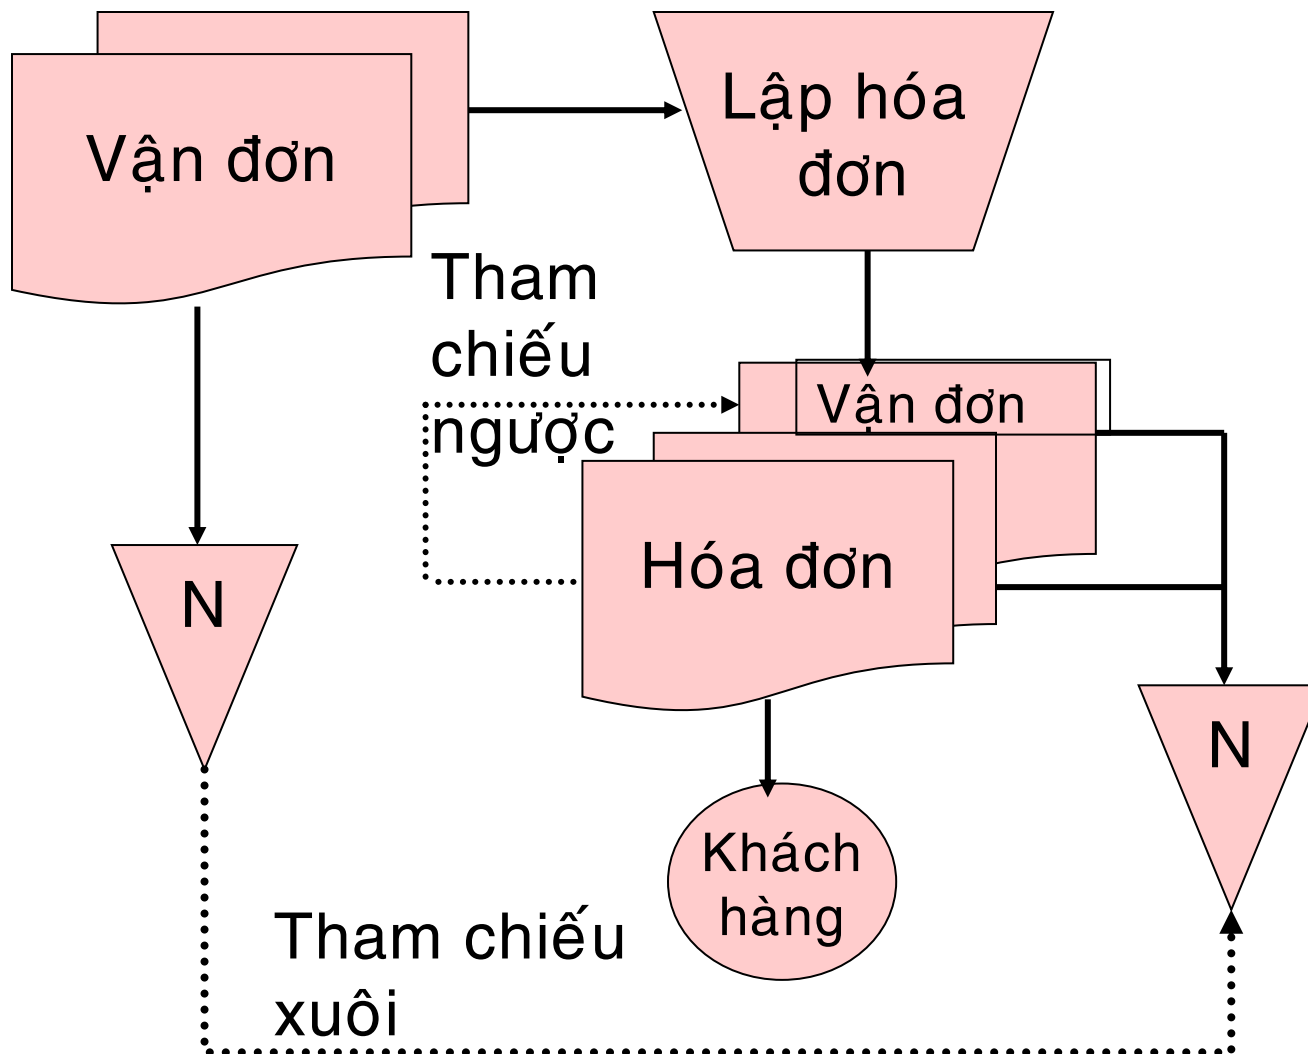 Vận đơn
Lập hóa
đơn
Tham
chiếu
ngược
Vận đơn
Hóa đơn
N
N
Khách
hàng
Tham chiếu
xuôi